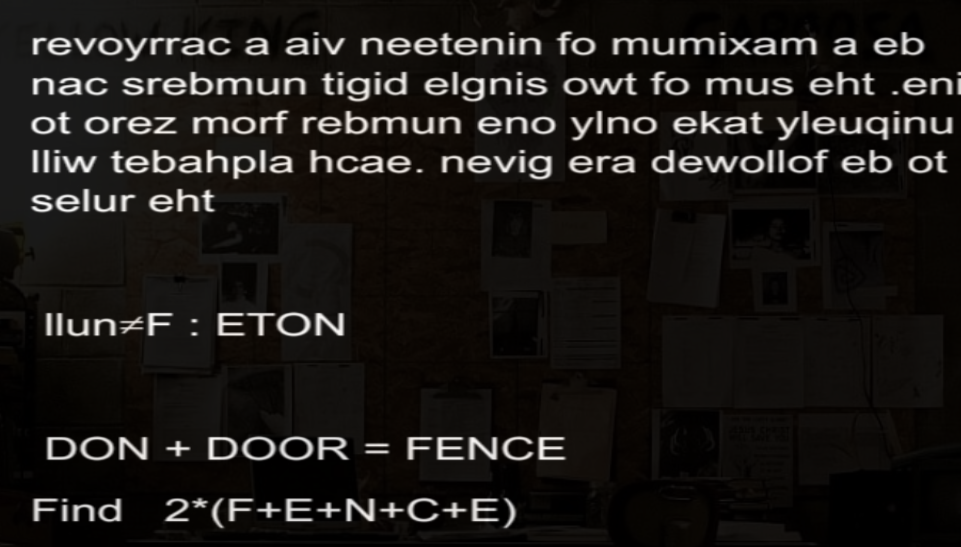 revoyrrac a aiv neetenin fo mumixam a eb
nac srebmun tigid elgnis owt fo mus eht .eni
ot orez morf rebmun eno ylno ekat yleuqinu
lliw tebahpla hcae. nevig era dewollof eb ot
selur eht
llun≠F : ETON
DON + DOOR = FENCE
Find 2*(F+E+N+C+E)